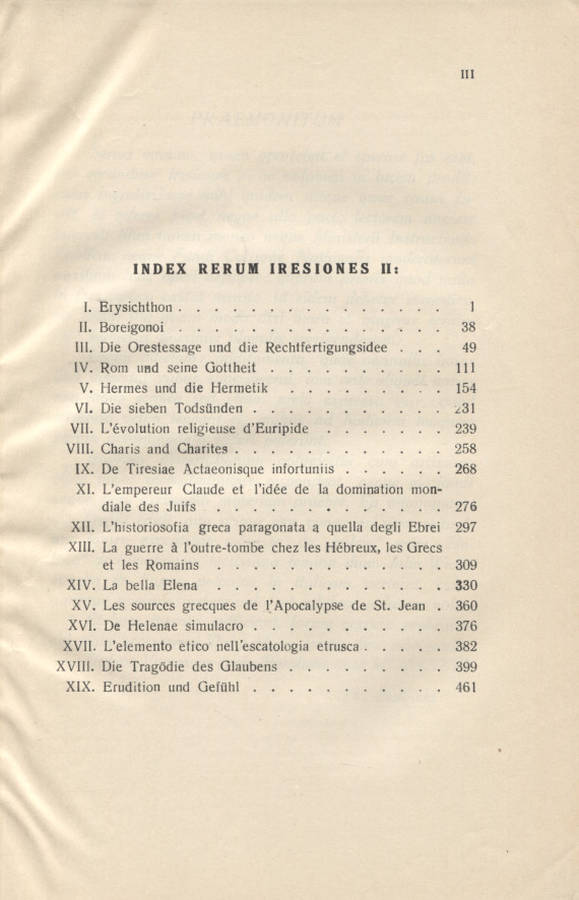 III
INDEX RERUM IRESIONES II:
I. Erysichthon . . . . . . . . . . . . . . 1
II. Boreigonoi . . . . . . . . . . . . . . 38
III. Die Orestessage und die Rechtfertigungsidee . . . 49
IV. Rom und seine Gottheit . . . . . . . . . . 111
V. Hermes und die Hermetik . . . . . . . . . 154
VI. Die sieben Todsünden . . . . . . . . . . 231
VII. L'évolution religieuse d'Euripide . . . . . . . 239
VIII. Charis and Charites . . . . . . . . . . . . 258
IX. De Tiresiae Actaeonisque infortuniis . . . . . . 268
XI. L'empereur Claude et l'idée de la domination mon-
diale des Juifs . . . . . . . . . . . . 276
XII. L'historiosofia greca paragonata a quella degli Ebrei 297
XIII. La guerre à l'outre-tombe chez les Hébreux, les Grecs
et les Romains . . . . . . . . . . . . 309
XIV. La bella Elena . . . . . . . . . . . . 330
XV. Les sources grecques de l'Apocalypse de St. Jean . 360
XVI. De Helenae simulacro . . . . . . . . . . 376
XVII. L'elemento etico nell'escatologia etrusca . . . . . 382
XVIII. Die Tragödie des Glaubens . . . . . . . . . 399
XIX. Erudition und Gefühl . . . . . . . . . . 461